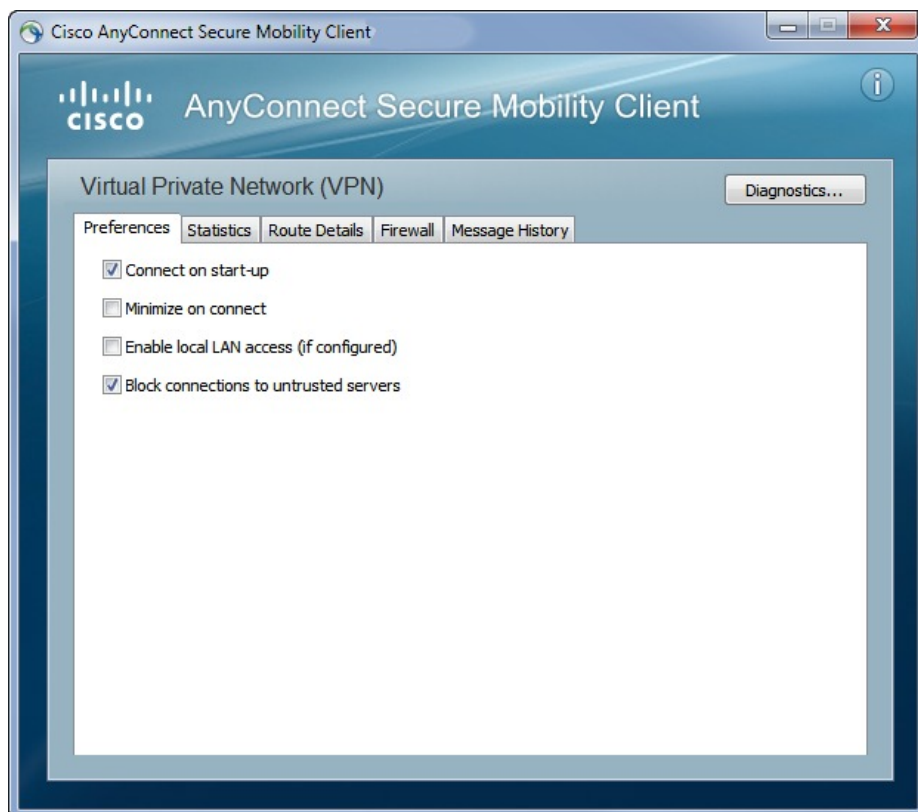 Cisco AnyConnect Secure Mobility Client
CISCO
AnyConnect Secure Mobility Client
i
Virtual Private Network (VPN)
Diagnostics...
Preferences
Statistics
Route Details
Firewall
Message History
Connect on start-up
Minimize on connect
Enable local LAN access (if configured)
Block connections to untrusted servers